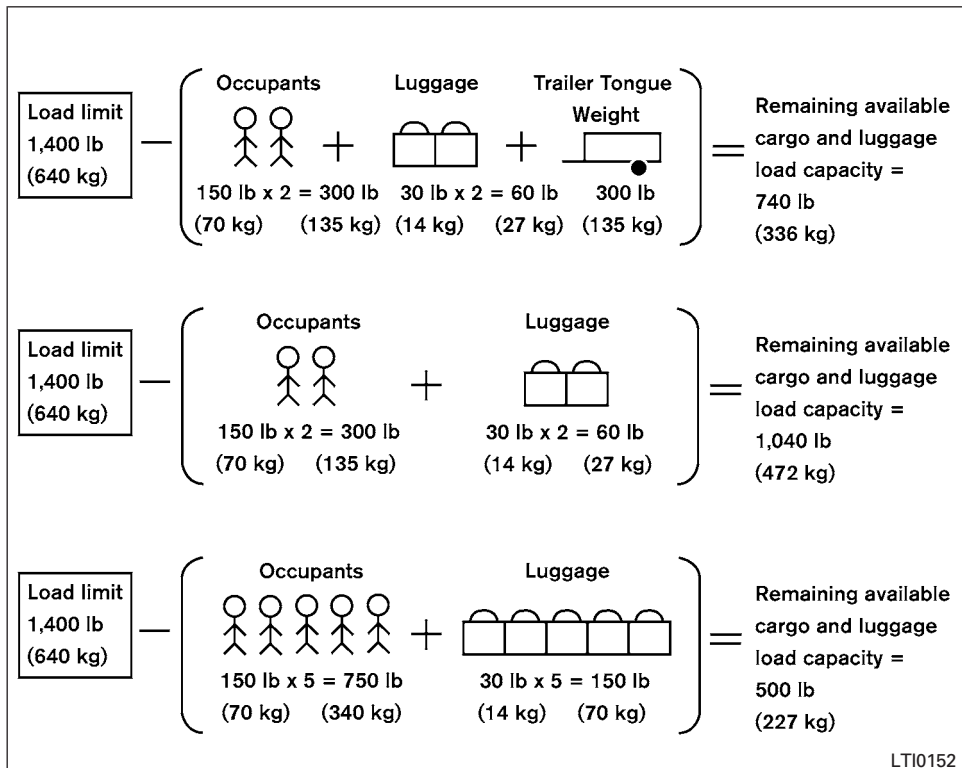 Occupants Luggage Trailer Tongue
Weight
Load limit
1,400 lb
(640 kg)
—
+
+
=
150 lb x 2 = 300 lb 30 lb x 2 = 60 lb 300 lb
(70 kg) (135 kg) (14 kg) (27 kg) (135 kg)
Remaining available
cargo and luggage
load capacity =
740 lb
(336 kg)
Occupants Luggage
Load limit
1,400 lb
(640 kg)
—
+
=
150 lb x 2 = 300 lb 30 lb x 2 = 60 lb
(70 kg) (135 kg) (14 kg) (27 kg)
Remaining available
cargo and luggage
load capacity =
1,040 lb
(472 kg)
Occupants Luggage
Load limit
1,400 lb
(640 kg)
—
+
=
150 lb x 5 = 750 lb 30 lb x 5 = 150 lb
(70 kg) (340 kg) (14 kg) (70 kg)
Remaining available
cargo and luggage
load capacity =
500 lb
(227 kg)
LTI0152